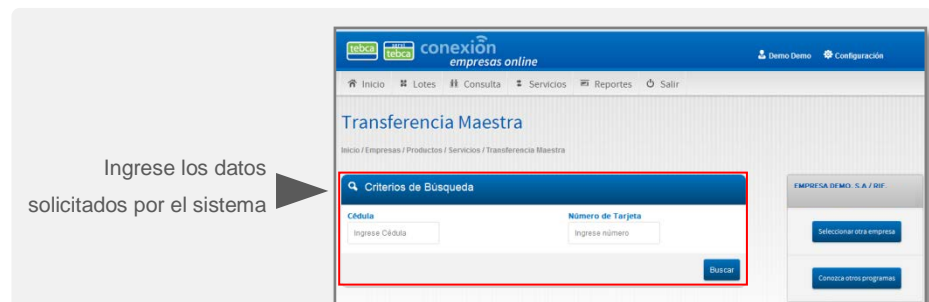 Ingrese los datos
solicitados por el sistema
tebca servitebca conexión
empresas online
Demo Demo Configuración
Inicio Lotes Consulta Servicios Reportes Salir
Transferencia Maestra
Inicio / Empresas / Productos / Servicios / Transferencia Maestra
Criterios de Búsqueda
Cédula Número de Tarjeta
Ingrese Cédula Ingrese número
Buscar
EMPRESA DEMO, S.A / RIF.
Seleccionar otra empresa
Conozca otros programas